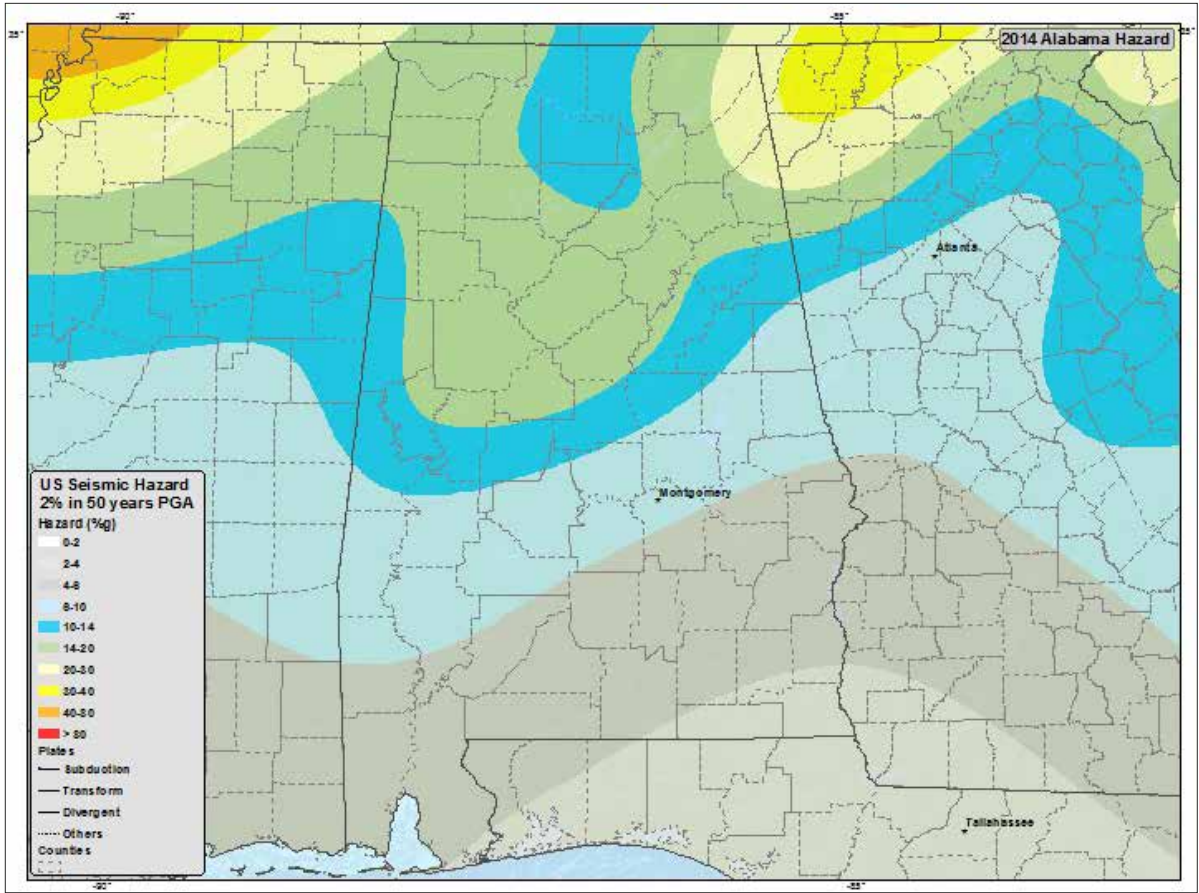 -90°
-85°
35°
35°
2014 Alabama Hazard
Atlanta
Montgomery
Tallahassee
US Seismic Hazard
2% in 50 years PGA
Hazard (%g)
0-2
2-4
4-6
6-10
10-14
14-20
20-30
30-40
40-80
> 80
Plates
Subduction
Transform
Divergent
Others
Counties
-90°
-85°